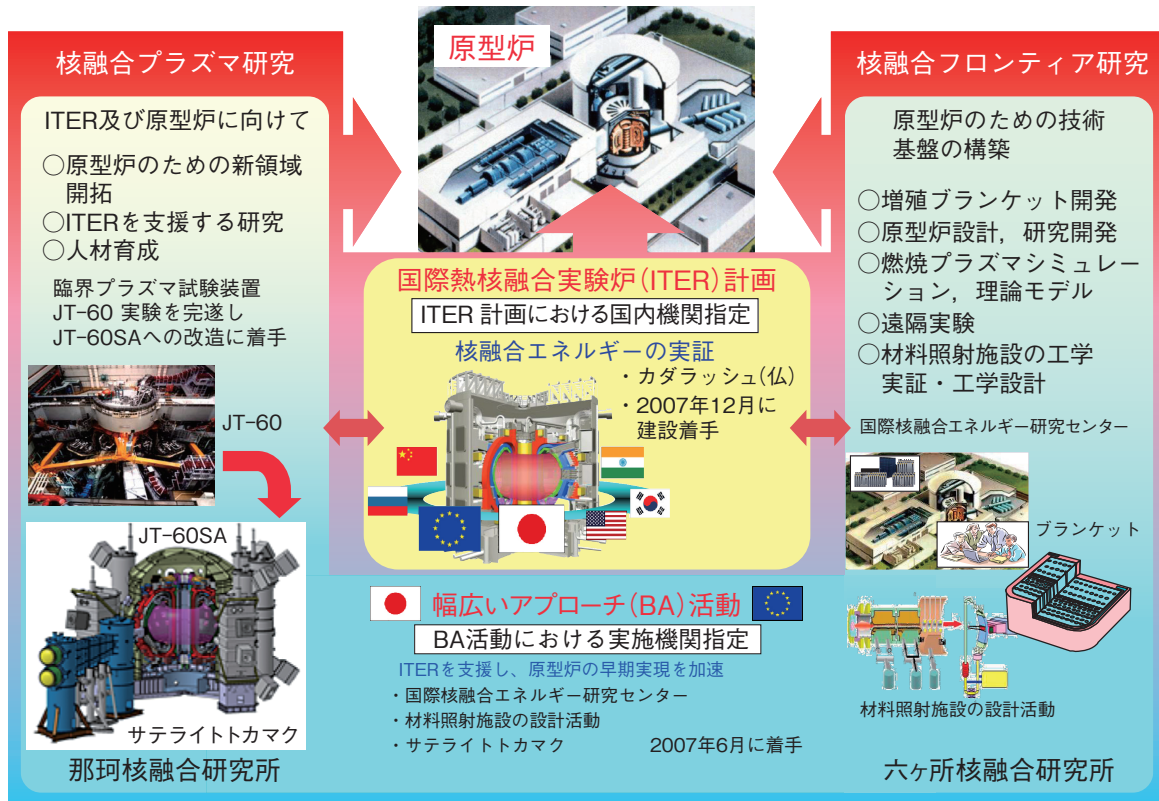 核融合プラズマ研究
ITER及び原型炉に向けて
○原型炉のための新領域
開拓
○ITERを支援する研究
○人材育成
臨界プラズマ試験装置
JT-60 実験を完遂し
JT-60SAへの改造に着手
JT-60
JT-60SA
サテライトトカマク
那珂核融合研究所
原型炉
国際熱核融合実験炉(ITER)計画
ITER 計画における国内機関指定
核融合エネルギーの実証
・カダラッシュ(仏)
・2007年12月に
建設着手
幅広いアプローチ(BA)活動
BA活動における実施機関指定
ITERを支援し、原型炉の早期実現を加速
・国際核融合エネルギー研究センター
・材料照射施設の設計活動
・サテライトトカマク 2007年6月に着手
核融合フロンティア研究
原型炉のための技術
基盤の構築
○増殖ブランケット開発
○原型炉設計，研究開発
○燃焼プラズマシミュレー
ション，理論モデル
○遠隔実験
○材料照射施設の工学
実証・工学設計
国際核融合エネルギー研究センター
ブランケット
材料照射施設の設計活動
六ヶ所核融合研究所